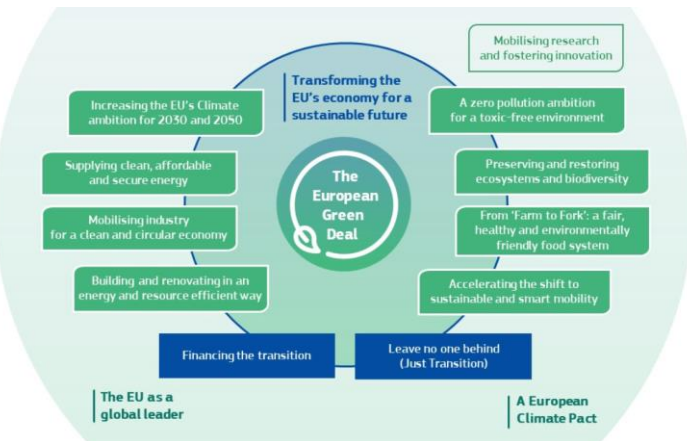 Mobilising research
and fostering innovation
Transforming the
EU's economy for a
sustainable future
Increasing the EU's Climate
ambition for 2030 and 2050
A zero pollution ambition
for a toxic-free environment
Supplying clean, affordable
and secure energy
The
European
Green
Deal
Preserving and restoring
ecosystems and biodiversity
Mobilising industry
for a clean and circular economy
From 'Farm to Fork': a fair,
healthy and environmentally
friendly food system
Building and renovating in an
energy and resource efficient way
Accelerating the shift to
sustainable and smart mobility
Financing the transition
Leave no one behind
(Just Transition)
The EU as a
global leader
A European
Climate Pact